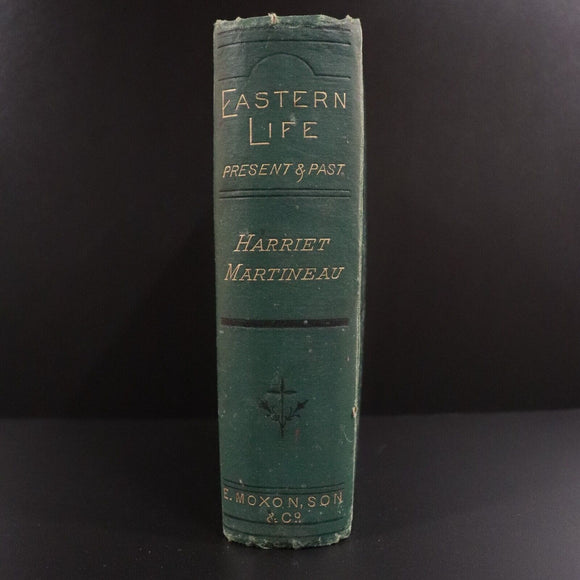 EASTERN
LIFE
PRESENT & PAST.
HARRIET
MARTINEAU
E. MOXON, SON
& Co.